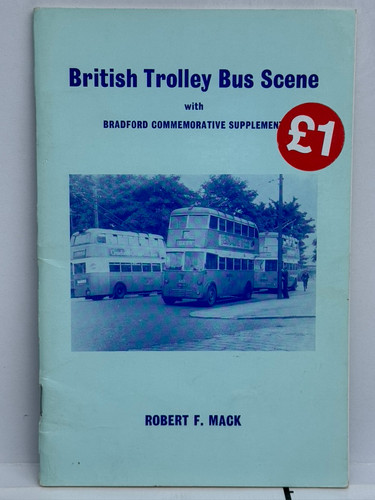 British Trolley Bus Scene
with
BRADFORD COMMEMORATIVE SUPPLEMENT
£1
ROBERT F. MACK